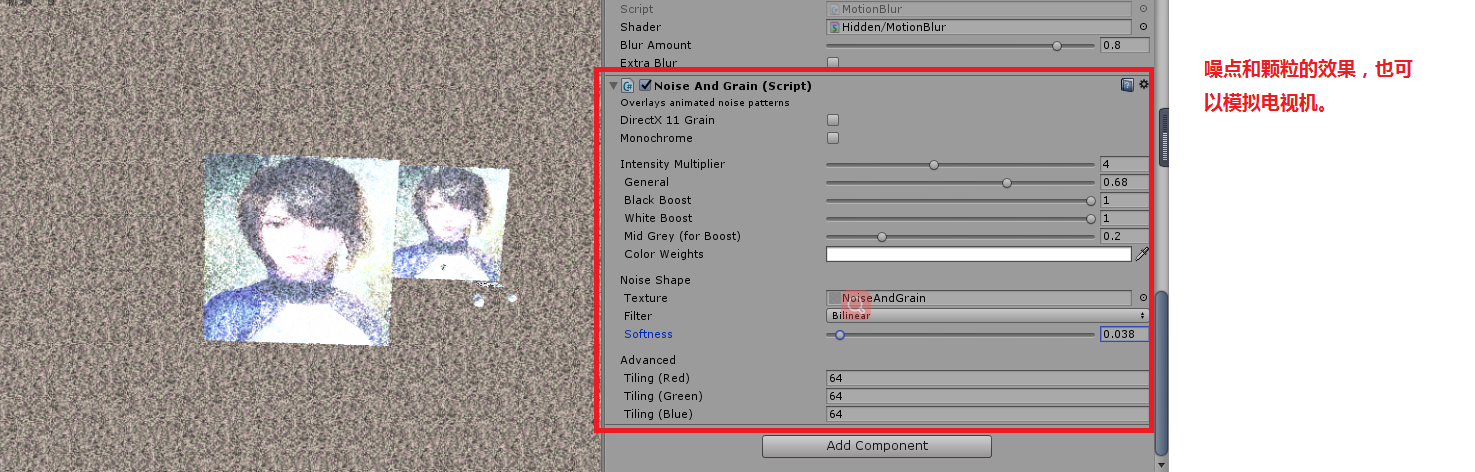 Script MotionBlur
Shader Hidden/MotionBlur
Blur Amount 0.8
Extra Blur
Noise And Grain (Script)
Overlays animated noise patterns
DirectX 11 Grain
Monochrome
Intensity Multiplier 4
General 0.68
Black Boost 1
White Boost 1
Mid Grey (for Boost) 0.2
Color Weights
Noise Shape
Texture NoiseAndGrain
Filter Bilinear
Softness 0.038
Advanced
Tiling (Red) 64
Tiling (Green) 64
Tiling (Blue) 64
Add Component
噪点和颗粒的效果，也可
以模拟电视机。